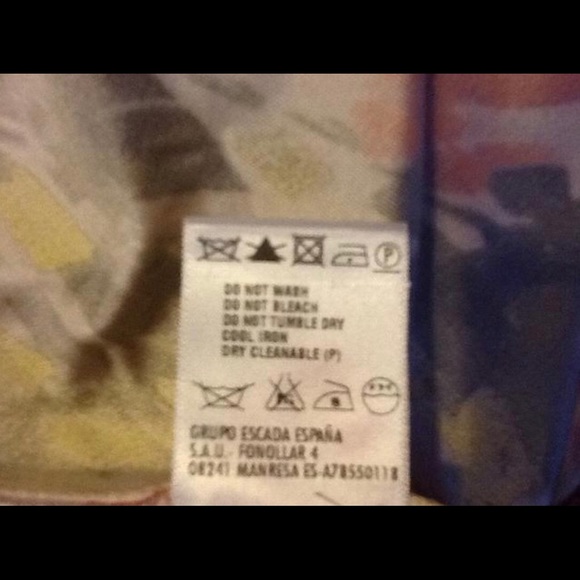 P
DO NOT WASH
DO NOT BLEACH
DO NOT TUMBLE DRY
COOL IRON
DRY CLEANABLE (P)
GRUPO ESCADA ESPAÑA
S.A.U.- FONOLLAR 4
08241 MANRESA ES-A78550118